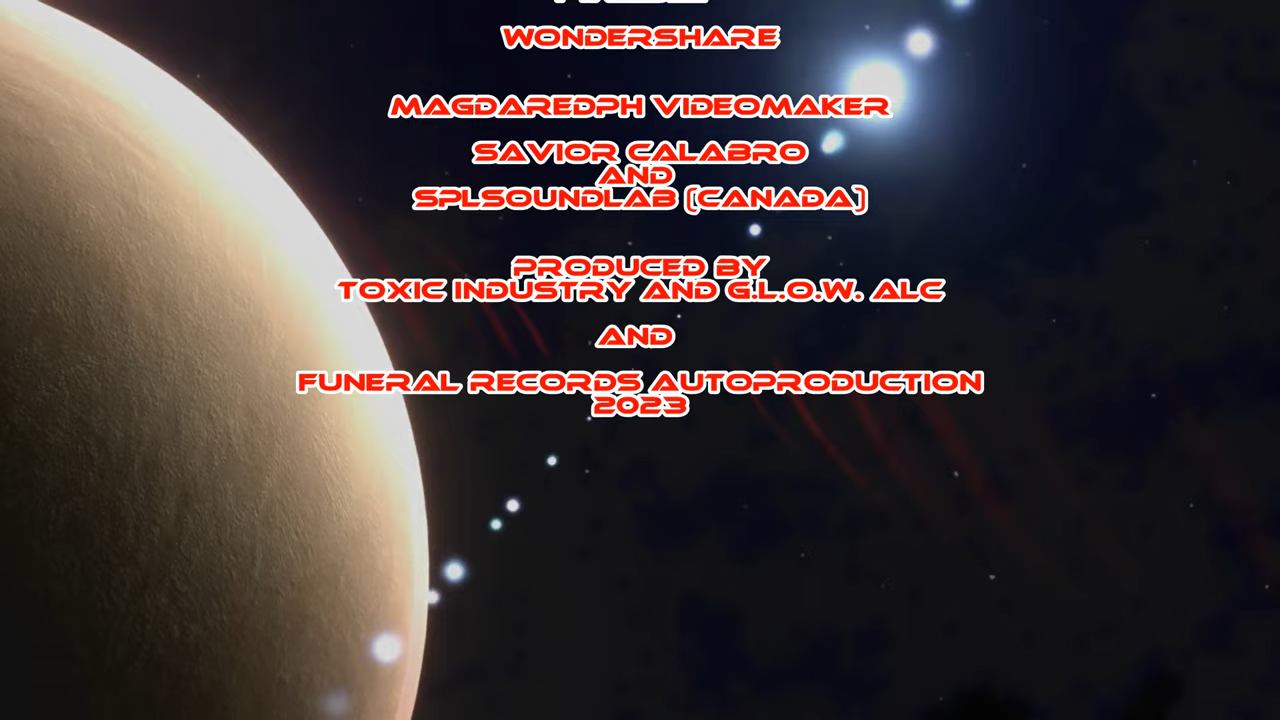 WONDERSHARE
MAGDAREDPH VIDEOMAKER
SAVIOR CALABRO
AND
SPLSOUNDLAB (CANADA)
PRODUCED BY
TOXIC INDUSTRY AND G.L.O.W. ALC
AND
FUNERAL RECORDS AUTOPRODUCTION
2023